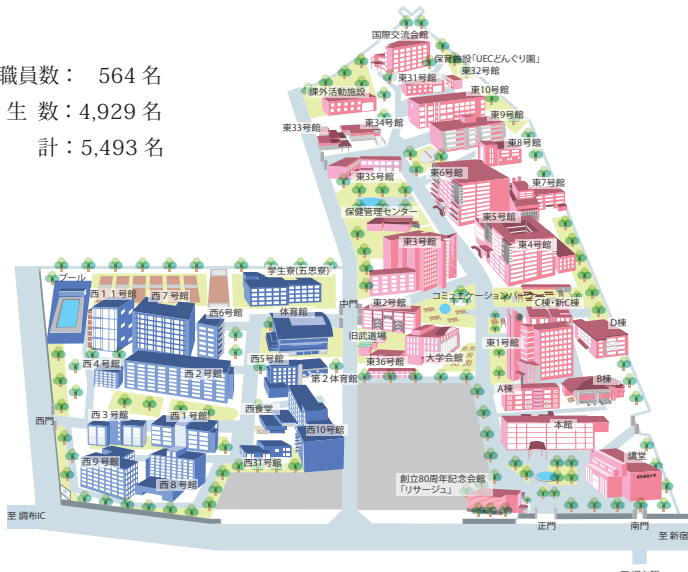 職員数： 564 名
生 数：4,929 名
計：5,493 名
国際交流会館
保育施設「UECどんぐり園」
東32号館
東31号館
課外活動施設
東10号館
東9号館
東34号館
東33号館
東8号館
東35号館
東6号館
東7号館
保健管理センター
東5号館
東3号館
東4号館
学生寮(五思寮)
プール
西11号館
西7号館
西6号館
体育館
中門
東2号館
コミュニケーションパーク
C棟・新C棟
D棟
旧武道場
東1号館
大学会館
東36号館
西5号館
第２体育館
西4号館
西2号館
A棟
B棟
西食堂
西門
西3号館
西1号館
西10号館
本館
西31号館
西9号館
西8号館
講堂
創立80周年記念会館
「リサージュ」
至 調布IC
正門
南門
至 新宿